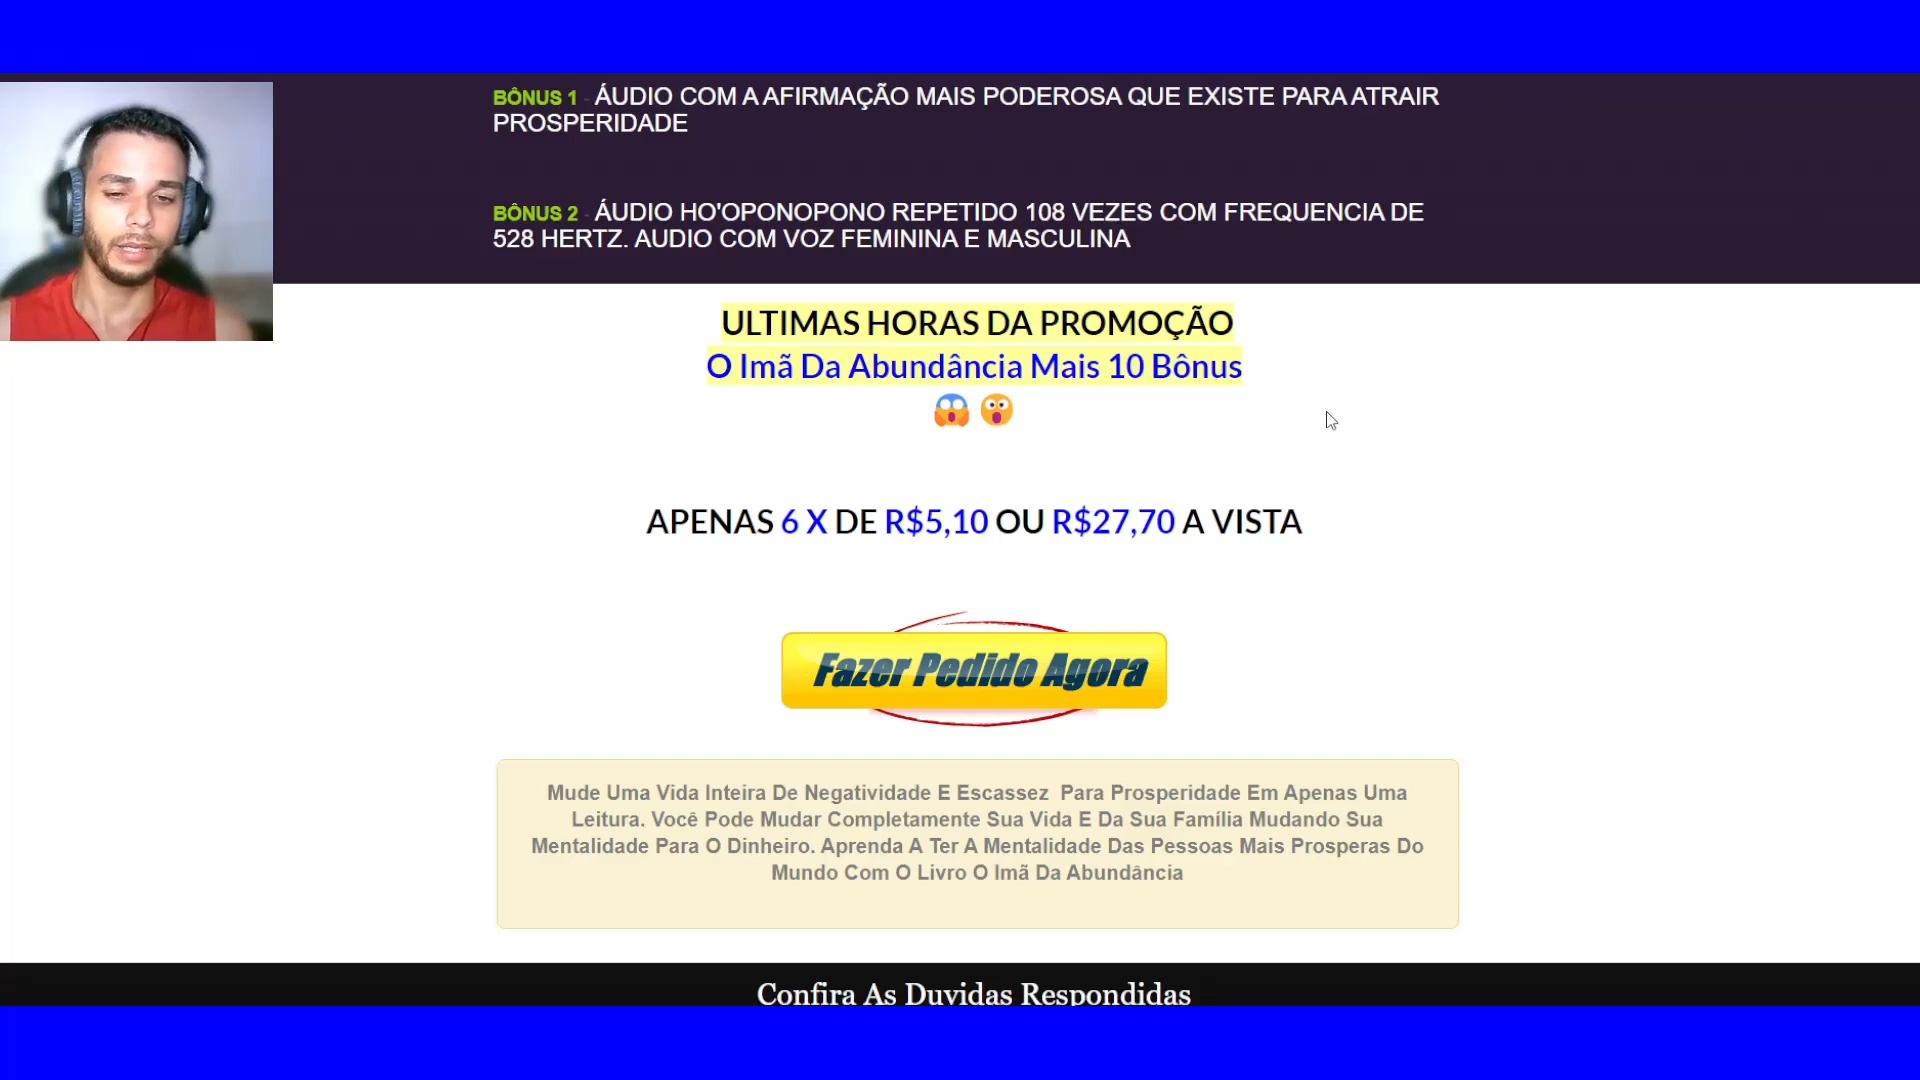 BÔNUS 1 - ÁUDIO COM A AFIRMAÇÃO MAIS PODEROSA QUE EXISTE PARA ATRAIR
PROSPERIDADE
BÔNUS 2 - ÁUDIO HO'OPONOPONO REPETIDO 108 VEZES COM FREQUENCIA DE
528 HERTZ. AUDIO COM VOZ FEMININA E MASCULINA
ULTIMAS HORAS DA PROMOÇÃO
O Imã Da Abundância Mais 10 Bônus
APENAS 6 X DE R$5,10 OU R$27,70 A VISTA
Fazer Pedido Agora
Mude Uma Vida Inteira De Negatividade E Escassez Para Prosperidade Em Apenas Uma
Leitura. Você Pode Mudar Completamente Sua Vida E Da Sua Família Mudando Sua
Mentalidade Para O Dinheiro. Aprenda A Ter A Mentalidade Das Pessoas Mais Prosperas Do
Mundo Com O Livro O Imã Da Abundância
Confira As Duvidas Respondidas